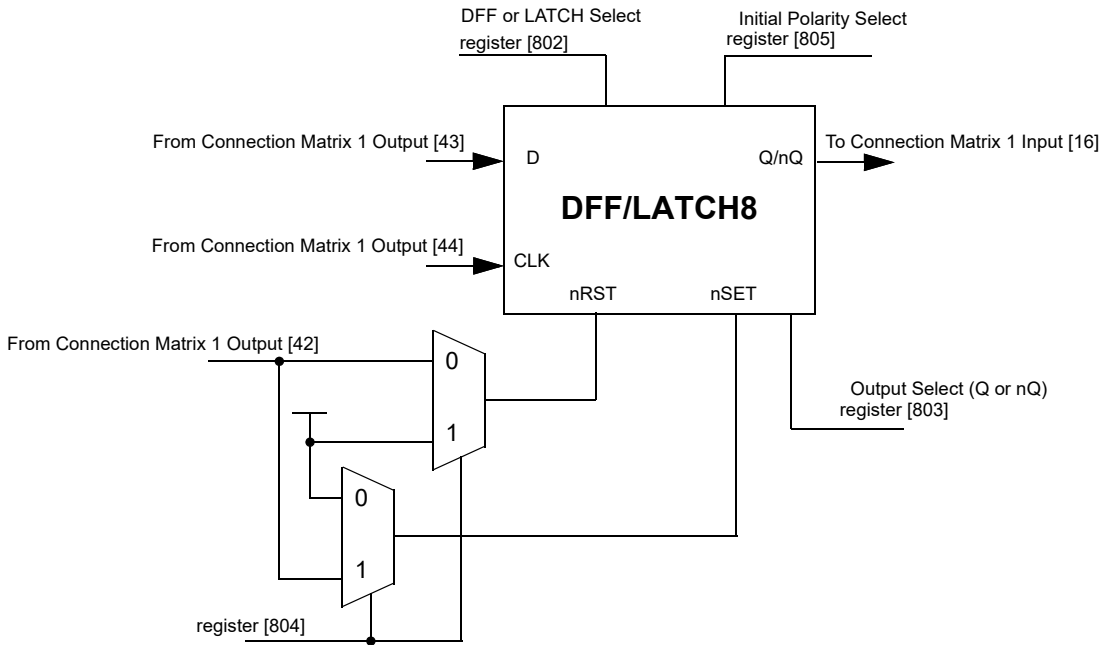 DFF or LATCH Select
register [802]
Initial Polarity Select
register [805]
From Connection Matrix 1 Output [43]
D
Q/nQ
To Connection Matrix 1 Input [16]
DFF/LATCH8
From Connection Matrix 1 Output [44]
CLK
nRST
nSET
From Connection Matrix 1 Output [42]
0
1
Output Select (Q or nQ)
register [803]
0
1
register [804]